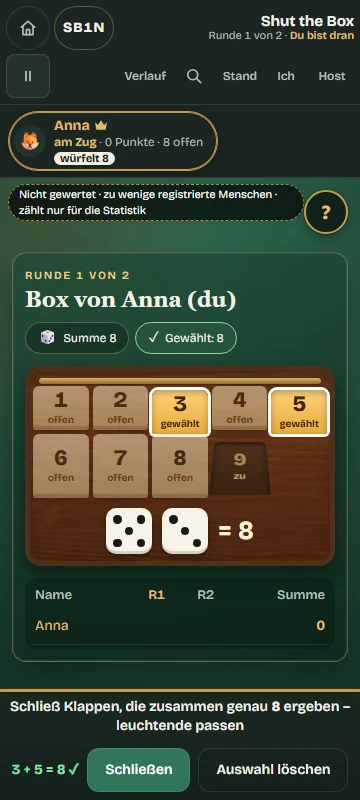 SB1N
Shut the Box
Runde 1 von 2 · Du bist dran
Verlauf
Stand
Ich
Host
Anna
am Zug · 0 Punkte · 8 offen
würfelt 8
Nicht gewertet · zu wenige registrierte Menschen ·
zählt nur für die Statistik
?
RUNDE 1 VON 2
Box von Anna (du)
Summe 8
✓ Gewählt: 8
1 2 3 4 5
offen offen gewählt offen gewählt
6 7 8 9
offen offen offen zu
= 8
Name R1 R2 Summe
Anna 0
Schließ Klappen, die zusammen genau 8 ergeben –
leuchtende passen
3 + 5 = 8 ✓
Schließen
Auswahl löschen